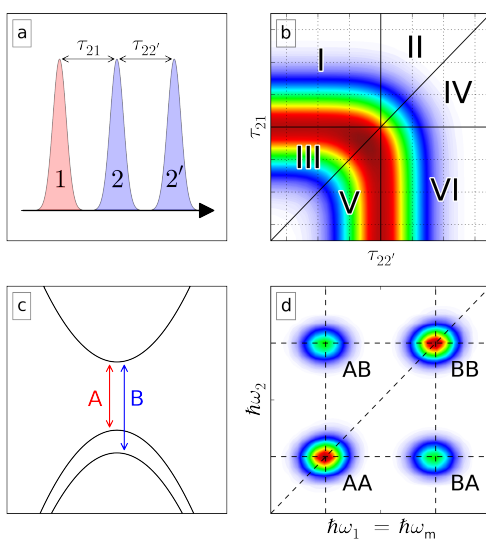 a
τ₂₁ τ₂₂′
1 2 2′
b
I
II
III
IV
V
VI
τ₂₁
τ₂₂′
c
A B
d
AB BB
AA BA
ħω₂
ħω₁ = ħωₘ